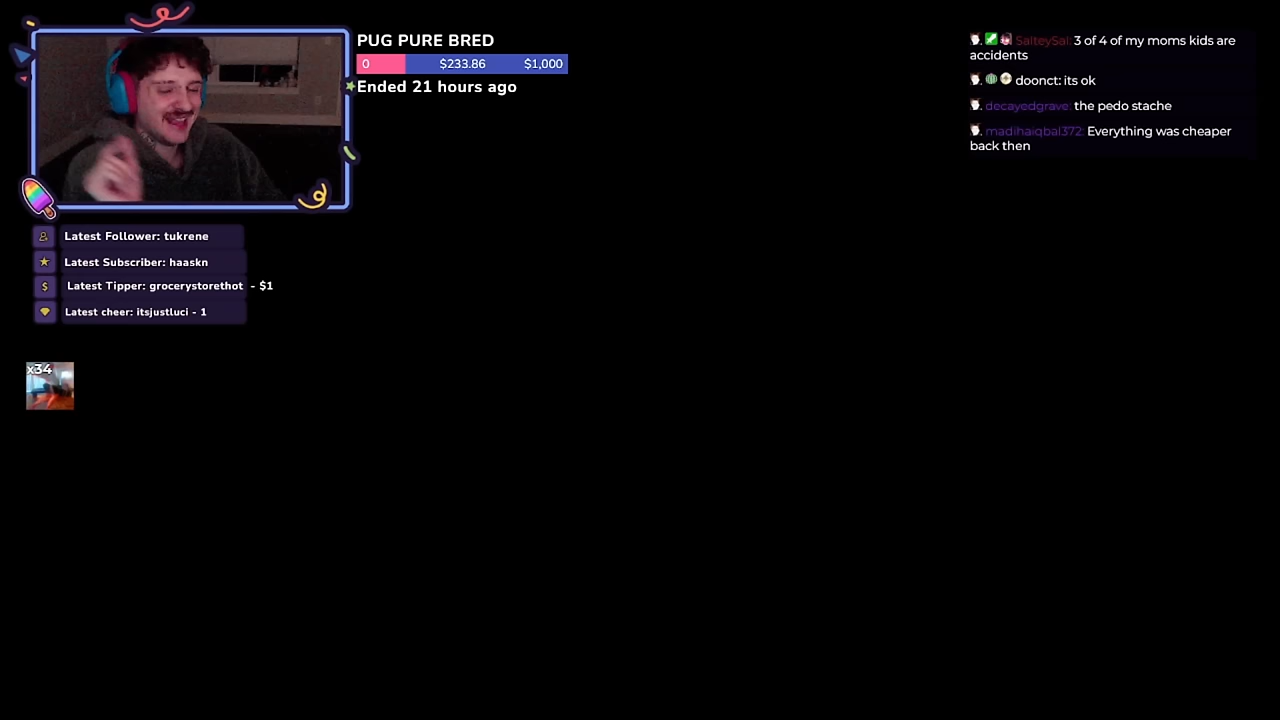 PUG PURE BRED
0 $233.86 $1,000
Ended 21 hours ago
Latest Follower: tukrene
Latest Subscriber: haaskn
Latest Tipper: grocerystorethot - $1
Latest cheer: itsjustluci - 1
x34
SalteySal: 3 of 4 of my moms kids are
accidents
doonct: its ok
decayedgrave: the pedo stache
madihaiqbal372: Everything was cheaper
back then